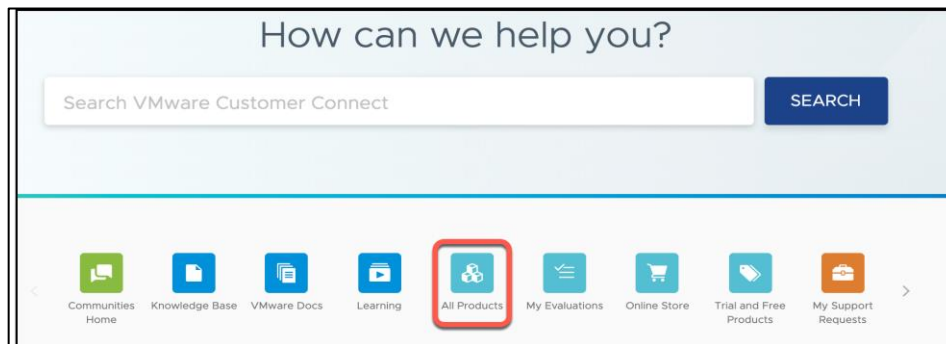 How can we help you?
Search VMware Customer Connect
SEARCH
Communities Home
Knowledge Base
VMware Docs
Learning
All Products
My Evaluations
Online Store
Trial and Free Products
My Support Requests